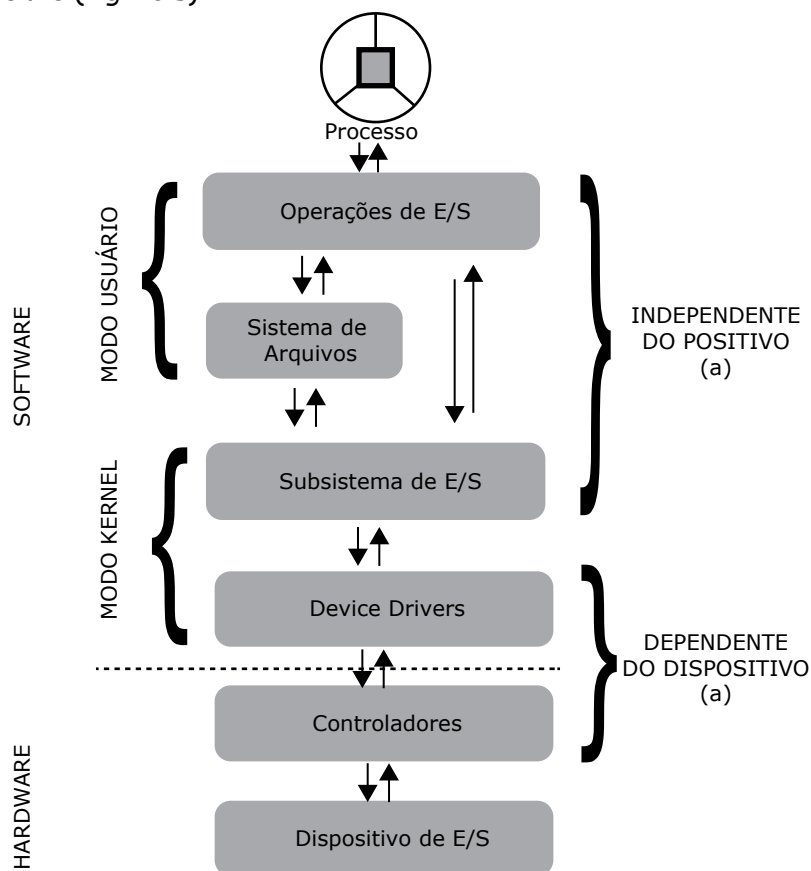 Processo
Operações de E/S
Sistema de
Arquivos
Subsistema de E/S
Device Drivers
Controladores
Dispositivo de E/S
SOFTWARE
HARDWARE
MODO USUÁRIO
MODO KERNEL
INDEPENDENTE
DO POSITIVO
(a)
DEPENDENTE
DO DISPOSITIVO
(a)